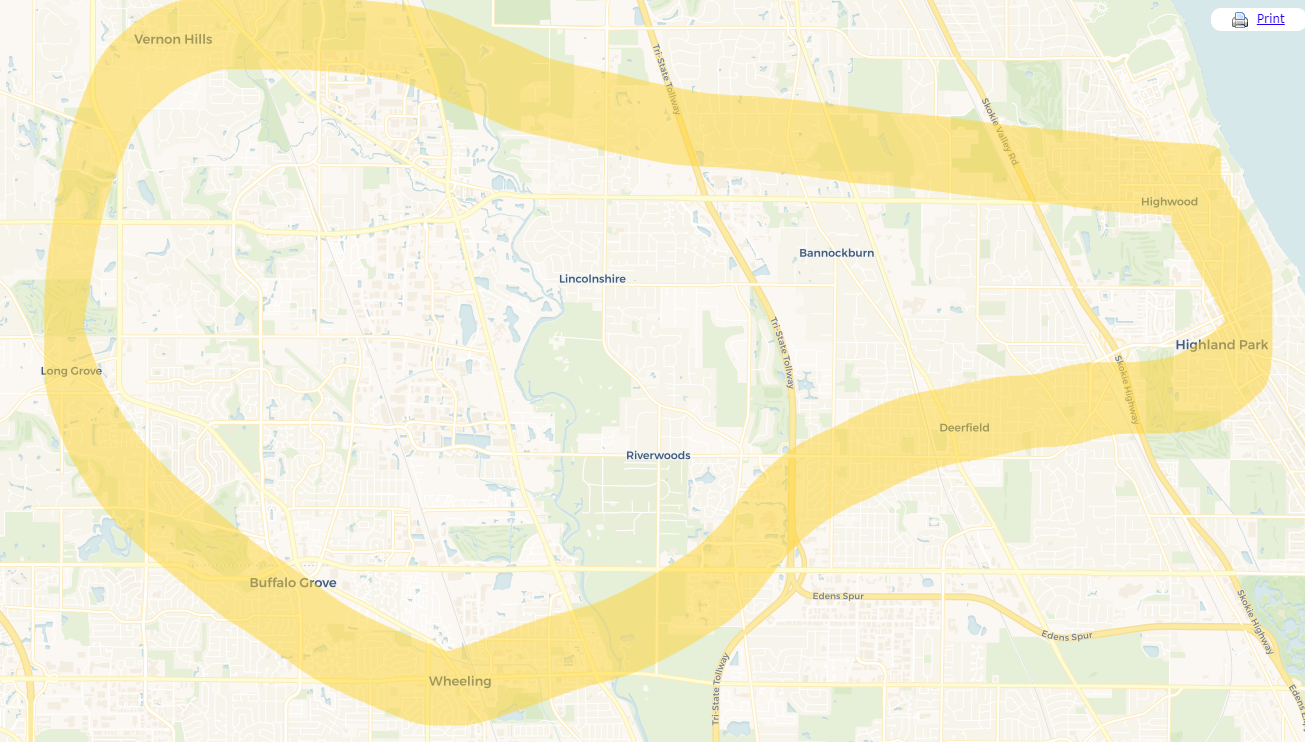 Print
Vernon Hills
Tri-State Tollway
Skokie Valley Rd
Highwood
Bannockburn
Lincolnshire
Tri-State Tollway
Highland Park
Long Grove
Skokie Highway
Deerfield
Riverwoods
Buffalo Grove
Edens Spur
Skokie Highway
Edens Spur
Wheeling
Tri-State Tollway